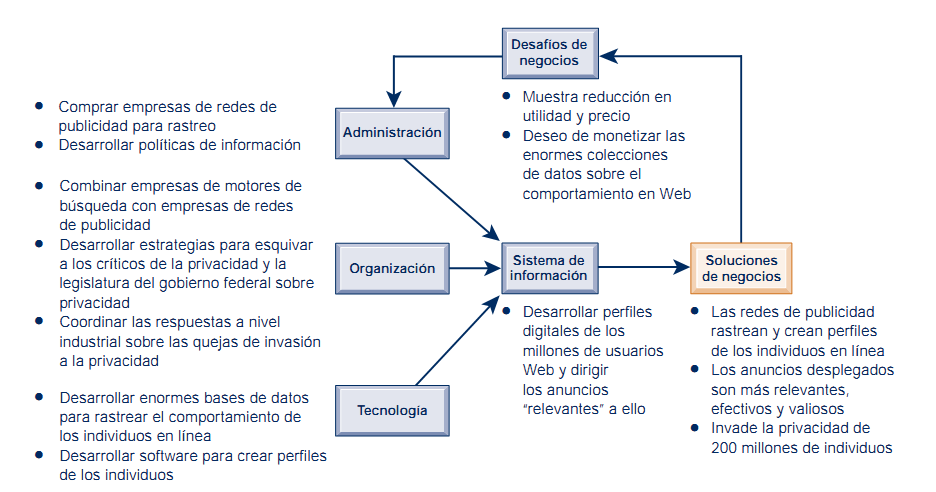 Desafíos de
negocios
• Muestra reducción en
utilidad y precio
• Deseo de monetizar las
enormes colecciones
de datos sobre el
comportamiento en Web
• Comprar empresas de redes de
publicidad para rastreo
• Desarrollar políticas de información
Administración
• Combinar empresas de motores de
búsqueda con empresas de redes
de publicidad
• Desarrollar estrategias para esquivar
a los críticos de la privacidad y la
legislatura del gobierno federal sobre
privacidad
• Coordinar las respuestas a nivel
industrial sobre las quejas de invasión
a la privacidad
Organización
Sistema de
información
• Desarrollar perfiles
digitales de los
millones de usuarios
Web y dirigir
los anuncios
"relevantes" a ello
Soluciones
de negocios
• Las redes de publicidad
rastrean y crean perfiles
de los individuos en línea
• Los anuncios desplegados
son más relevantes,
efectivos y valiosos
• Invade la privacidad de
200 millones de individuos
• Desarrollar enormes bases de datos
para rastrear el comportamiento de
los individuos en línea
• Desarrollar software para crear perfiles
de los individuos
Tecnología